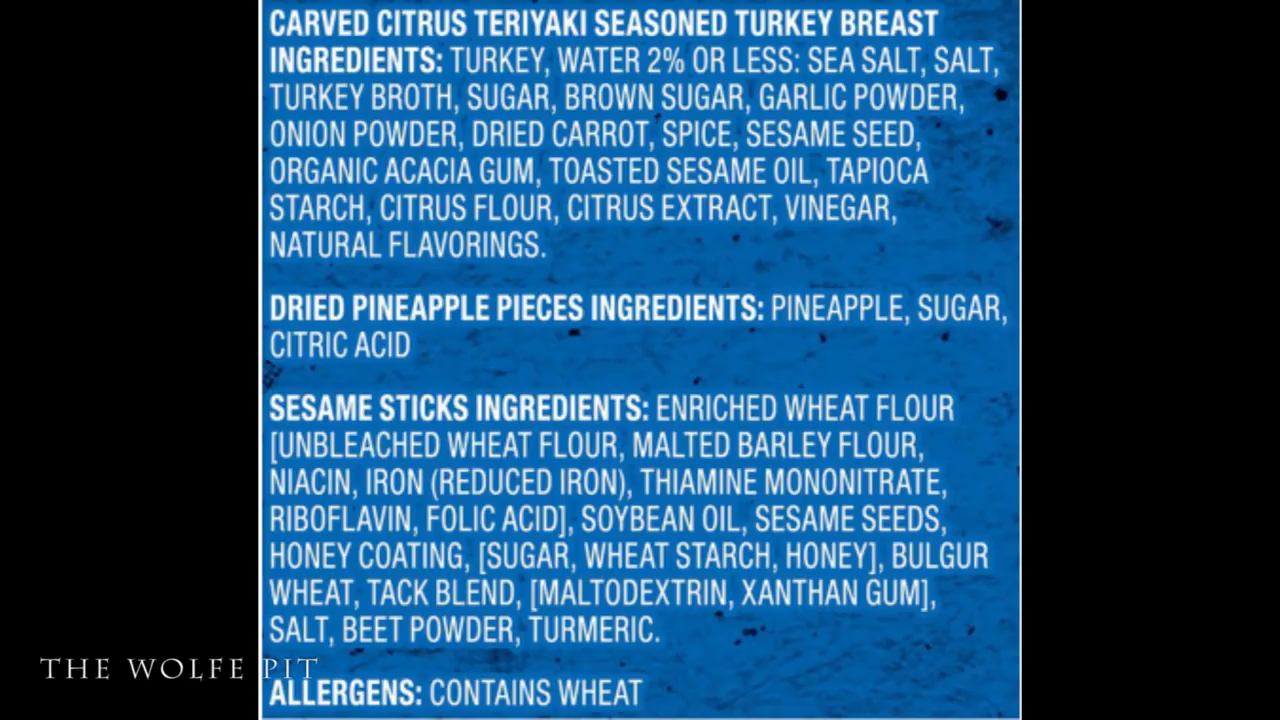 CARVED CITRUS TERIYAKI SEASONED TURKEY BREAST
INGREDIENTS: TURKEY, WATER 2% OR LESS: SEA SALT, SALT,
TURKEY BROTH, SUGAR, BROWN SUGAR, GARLIC POWDER,
ONION POWDER, DRIED CARROT, SPICE, SESAME SEED,
ORGANIC ACACIA GUM, TOASTED SESAME OIL, TAPIOCA
STARCH, CITRUS FLOUR, CITRUS EXTRACT, VINEGAR,
NATURAL FLAVORINGS.
DRIED PINEAPPLE PIECES INGREDIENTS: PINEAPPLE, SUGAR,
CITRIC ACID
SESAME STICKS INGREDIENTS: ENRICHED WHEAT FLOUR
[UNBLEACHED WHEAT FLOUR, MALTED BARLEY FLOUR,
NIACIN, IRON (REDUCED IRON), THIAMINE MONONITRATE,
RIBOFLAVIN, FOLIC ACID], SOYBEAN OIL, SESAME SEEDS,
HONEY COATING, [SUGAR, WHEAT STARCH, HONEY], BULGUR
WHEAT, TACK BLEND, [MALTODEXTRIN, XANTHAN GUM],
SALT, BEET POWDER, TURMERIC.
THE WOLFE PIT
ALLERGENS: CONTAINS WHEAT